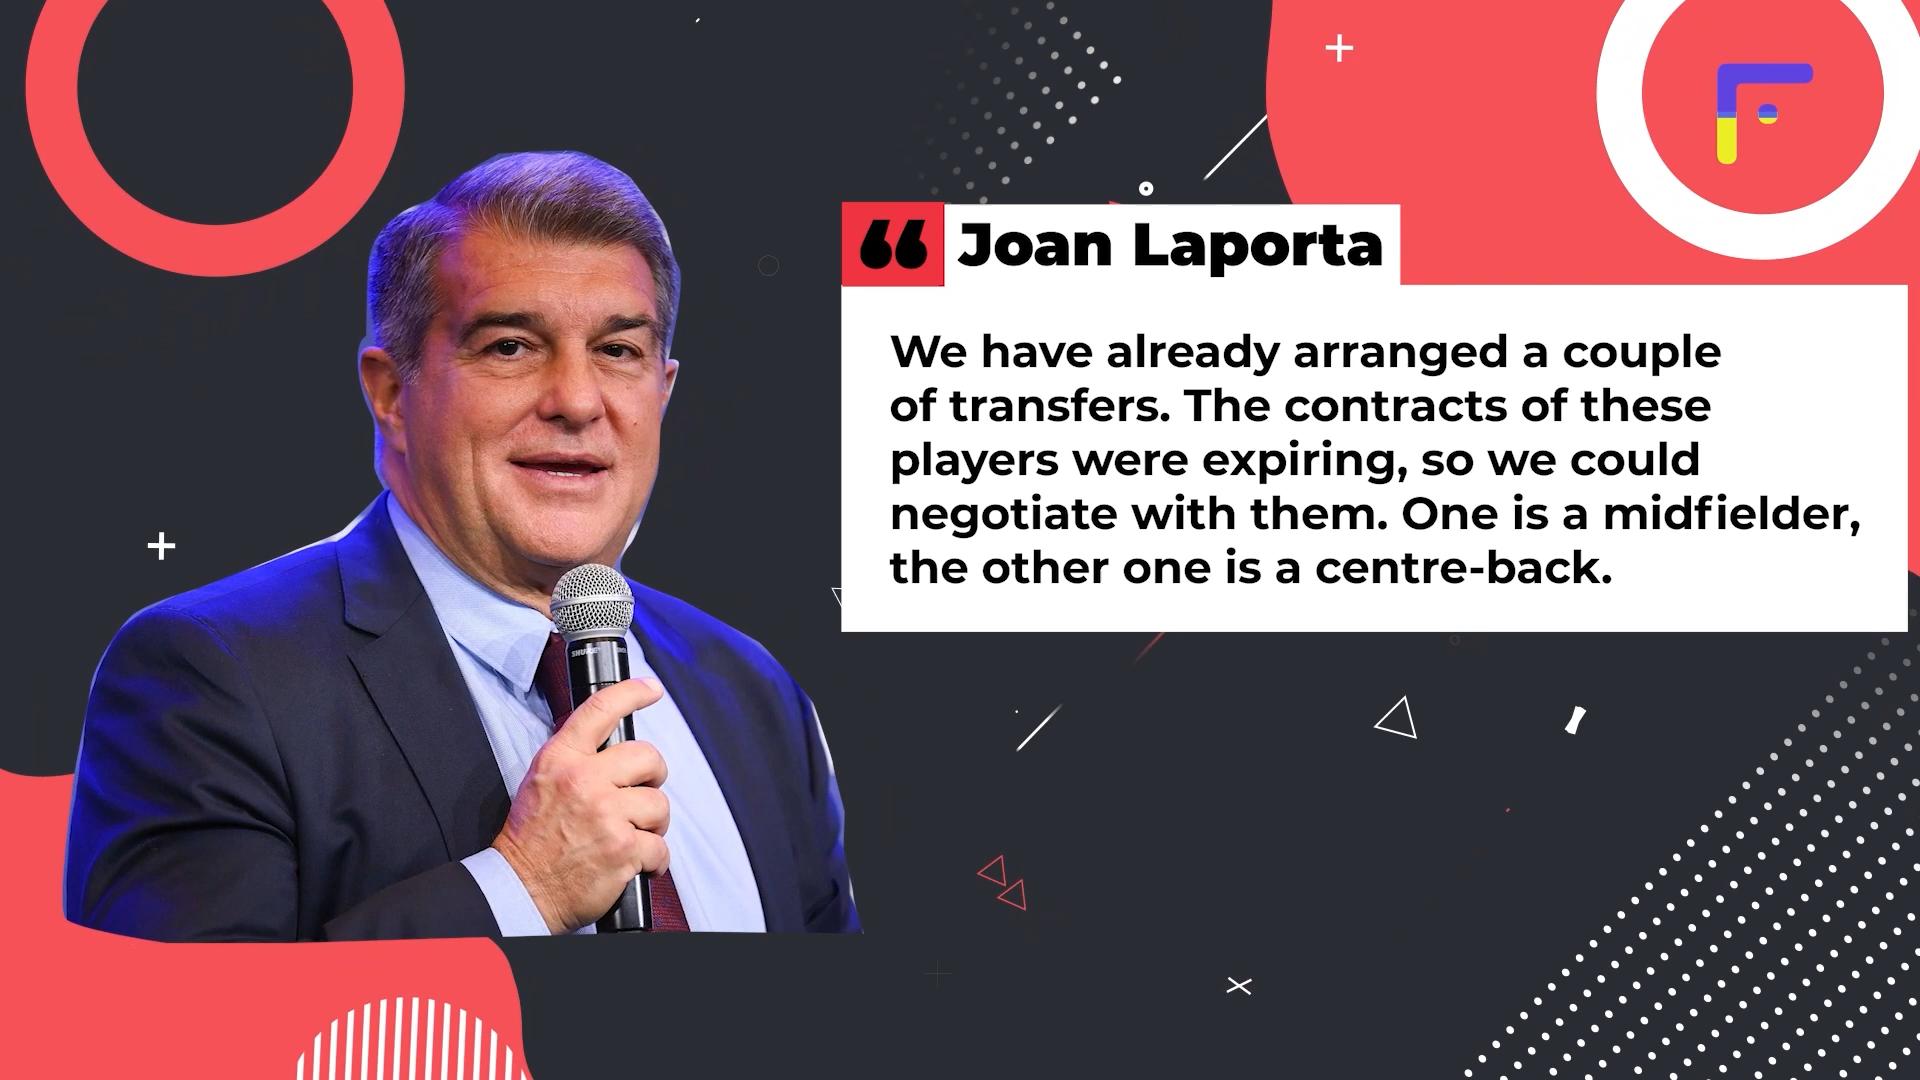 Joan Laporta
We have already arranged a couple
of transfers. The contracts of these
players were expiring, so we could
negotiate with them. One is a midfielder,
the other one is a centre-back.
SHURE